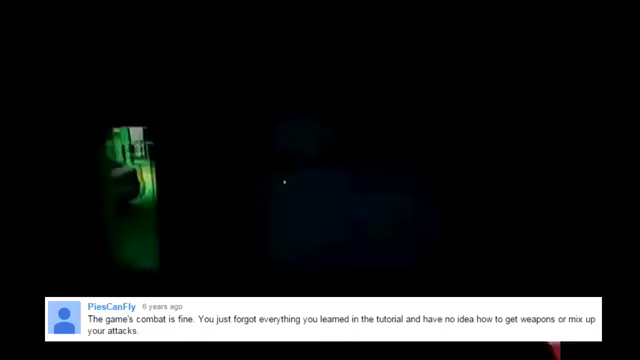 PiesCanFly 6 years ago
The game's combat is fine. You just forgot everything you learned in the tutorial and have no idea how to get weapons or mix up
your attacks.